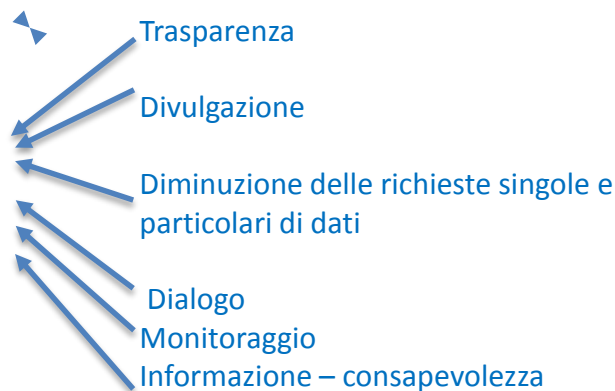 Trasparenza
Divulgazione
Diminuzione delle richieste singole e
particolari di dati
Dialogo
Monitoraggio
Informazione – consapevolezza